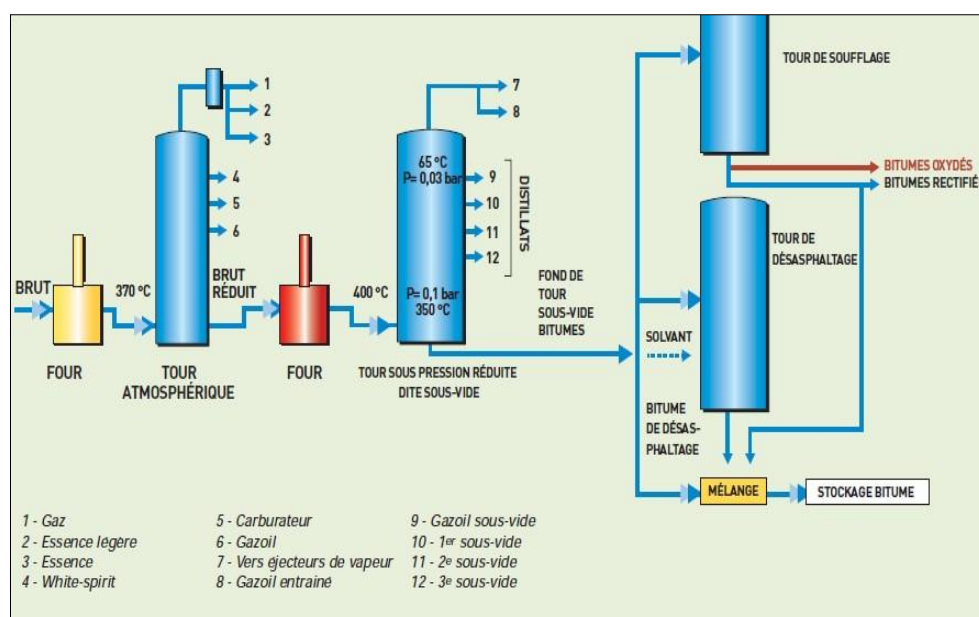 TOUR DE SOUFFLAGE
1
2
3
7
8
65 °C
P= 0,03 bar
9
10
11
12
DISTILLATS
BITUMES OXYDÉS
BITUMES RECTIFIÉ
4
5
6
TOUR DE
DÉSASPHALTAGE
BRUT
370 °C
BRUT
RÉDUIT
400 °C
P= 0,1 bar
350 °C
FOND DE
TOUR
SOUS-VIDE
BITUMES
SOLVANT
FOUR
TOUR
ATMOSPHÉRIQUE
FOUR
TOUR SOUS PRESSION RÉDUITE
DITE SOUS-VIDE
BITUME
DE DÉSAS-
PHALTAGE
MÉLANGE
STOCKAGE BITUME
1 - Gaz
2 - Essence légère
3 - Essence
4 - White-spirit
5 - Carburateur
6 - Gazoil
7 - Vers éjecteurs de vapeur
8 - Gazoil entrainé
9 - Gazoil sous-vide
10 - 1er sous-vide
11 - 2e sous-vide
12 - 3e sous-vide